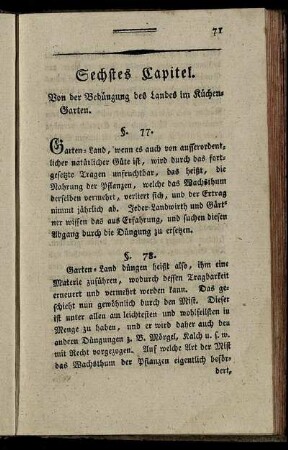 71
Sechstes Capitel.
Von der Bedüngung des Landes im Küchen-
Garten.
§. 77.
Garten-Land, wenn es auch von ausserordent-
licher natürlicher Güte ist, wird durch das fort-
gesetzte Tragen unfruchtbar, das heißt, die
Nahrung der Pflanzen, welche das Wachsthum
derselben vermehrt, verliert sich, und der Ertrag
nimmt jährlich ab. Jeder Landwirth und Gärt-
ner wissen das aus Erfahrung, und suchen diesen
Abgang durch die Düngung zu ersetzen.
§. 78.
Garten-Land düngen heißt also, ihm eine
Materie zuführen, wodurch dessen Tragbarkeit
erneuert und vermehrt werden kann. Das ge-
schieht nun gewöhnlich durch den Mist. Dieser
ist unter allen am leichtesten und wohlfeilsten in
Menge zu haben, und er wird daher auch den
andern Düngungen z. B. Mörgel, Kalch u. s. w.
mit Recht vorgezogen. Auf welche Art der Mist
das Wachsthum der Pflanzen eigentlich beför-
dert,